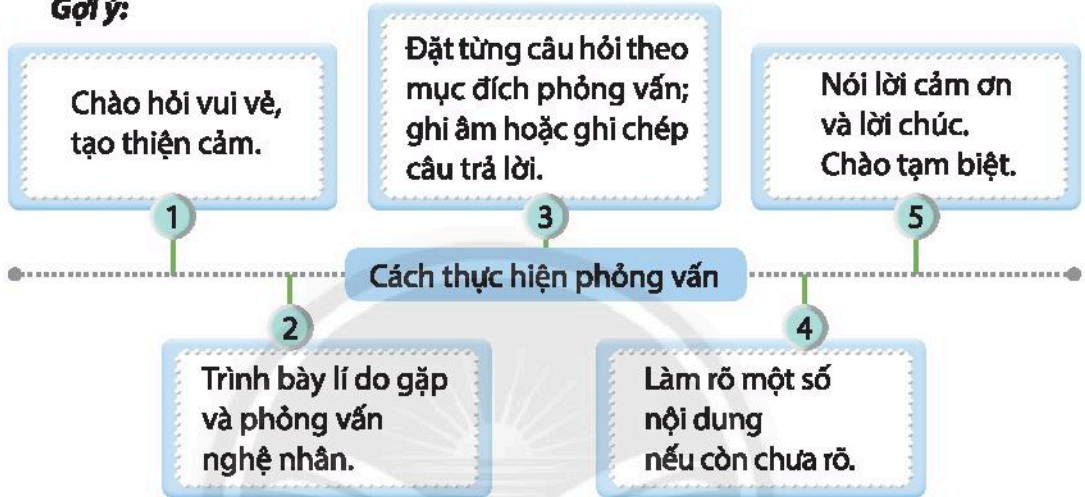 Gợi ý:
Chào hỏi vui vẻ,
tạo thiện cảm.
1
Trình bày lí do gặp
và phỏng vấn
nghệ nhân.
2
Đặt từng câu hỏi theo
mục đích phỏng vấn;
ghi âm hoặc ghi chép
câu trả lời.
3
Cách thực hiện phỏng vấn
Làm rõ một số
nội dung
nếu còn chưa rõ.
4
Nói lời cảm ơn
và lời chúc.
Chào tạm biệt.
5